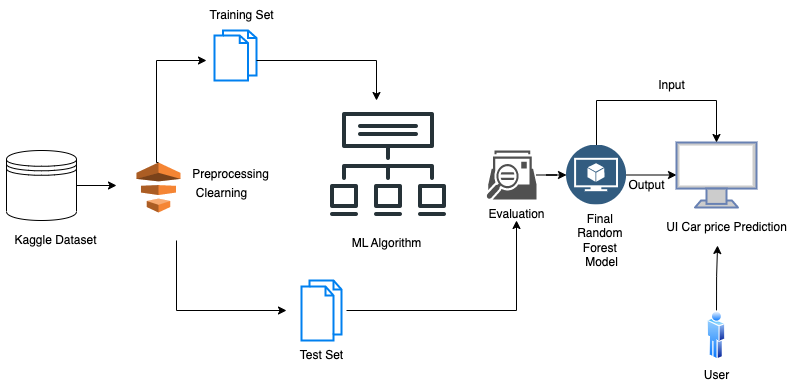 Training Set
Input
Preprocessing
Clearning
Output
Kaggle Dataset
ML Algorithm
Evaluation
Final
Random
Forest
Model
UI Car price Prediction
Test Set
User